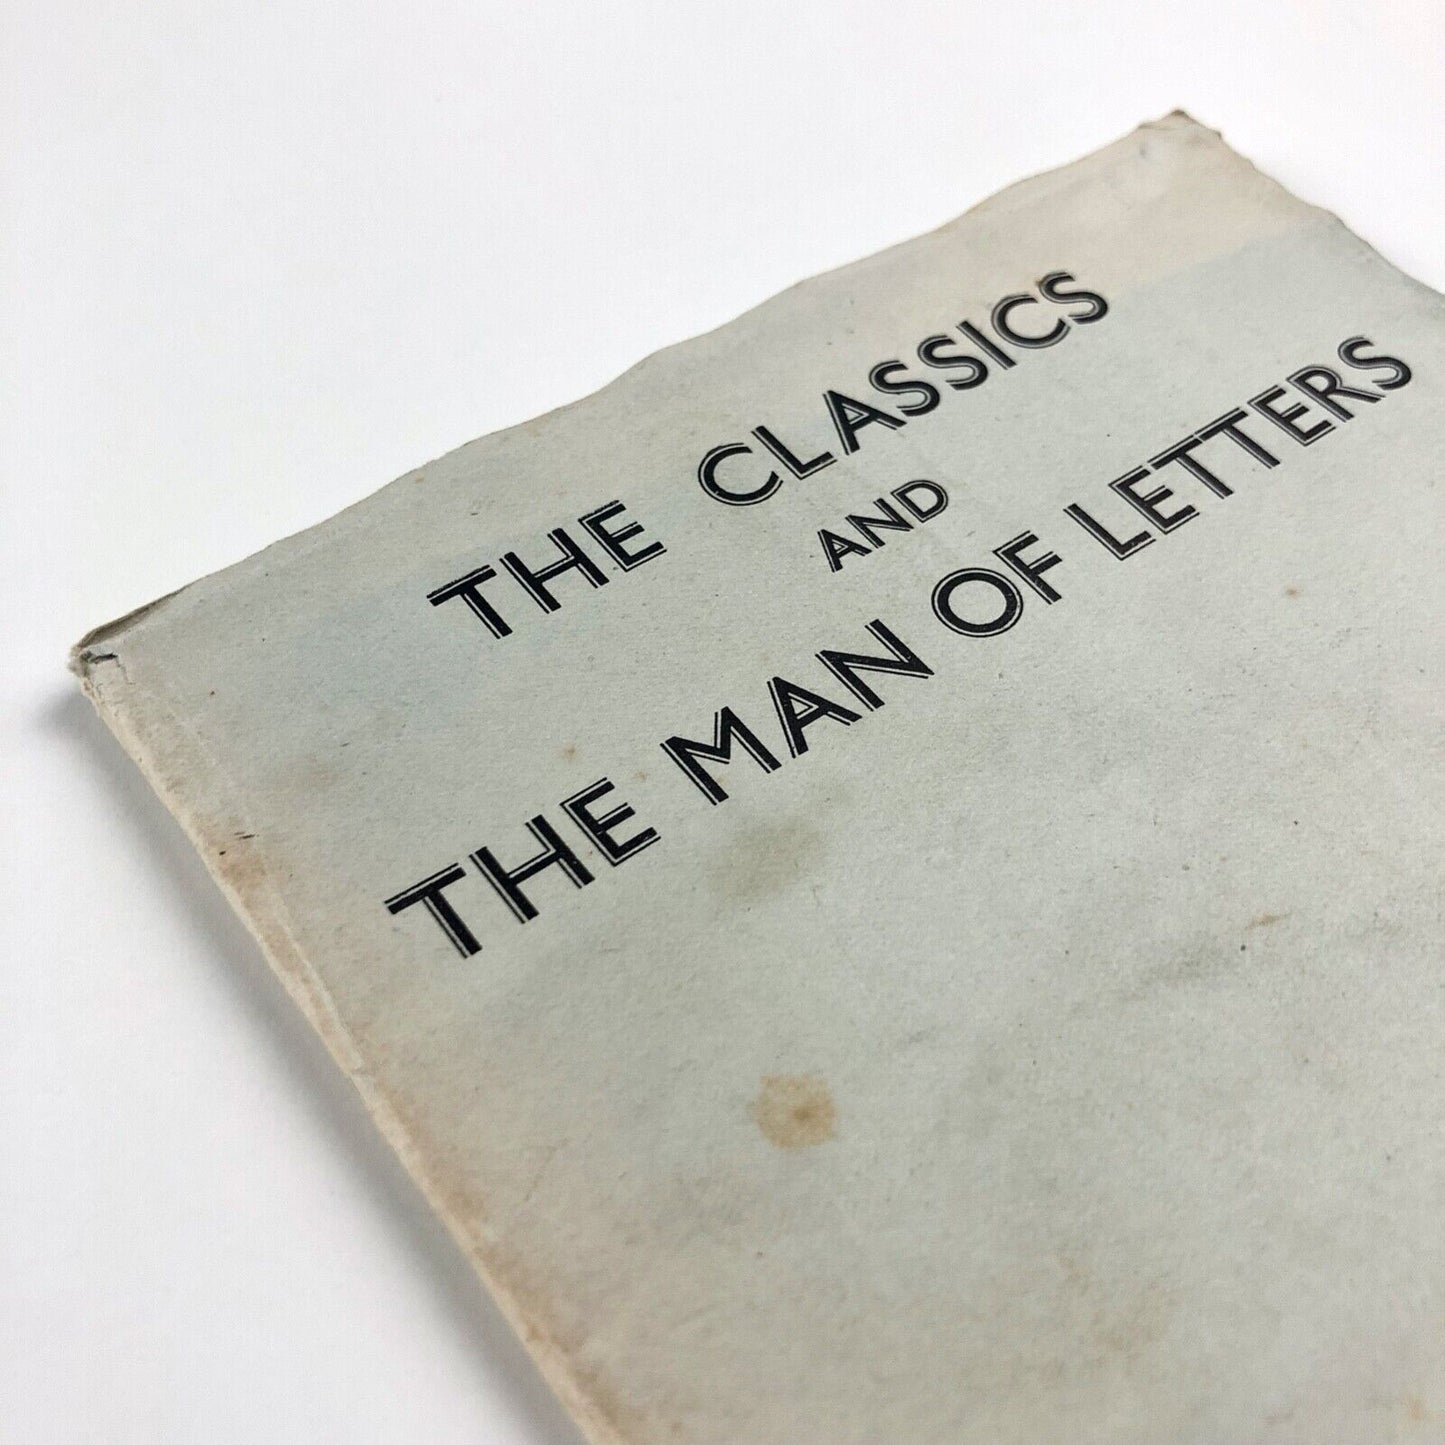 THE CLASSICS
AND
THE MAN OF LETTERS